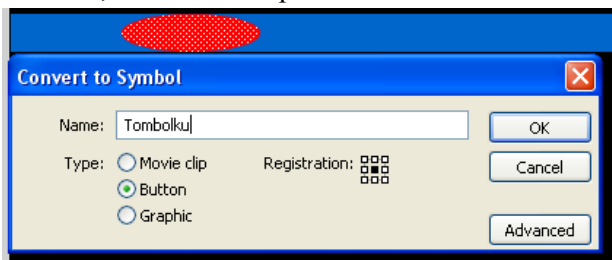 Convert to Symbol
Name: Tombolku OK
Type: Movie clip Registration: Cancel
Button
Graphic
Advanced